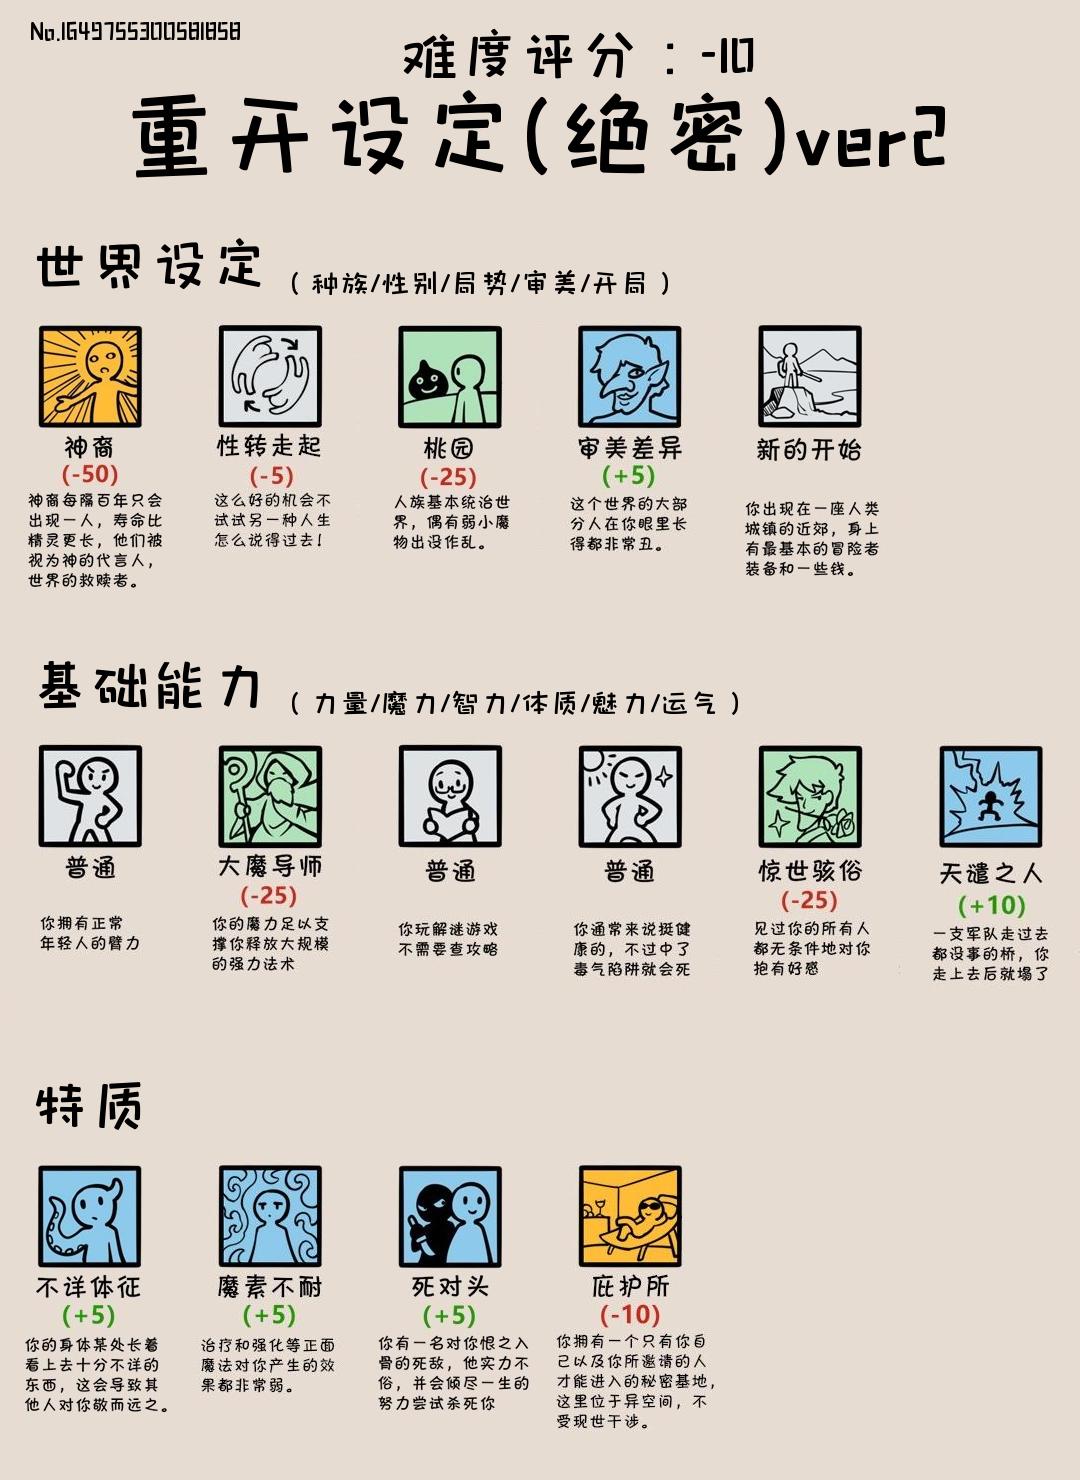 No.1649755300581858
难度评分：-10
重开设定(绝密)ver2
世界设定 （种族/性别/局势/审美/开局）
神裔
(-50)
神裔每隔百年只会
出现一人，寿命比
精灵更长，他们被
视为神的代言人，
世界的救赎者。
性转走起
(-5)
这么好的机会不
试试另一种人生
怎么说得过去！
桃园
(-25)
人族基本统治世
界，偶有弱小魔
物出没作乱。
审美差异
(+5)
这个世界的大部
分人在你眼里长
得都非常丑。
新的开始
你出现在一座人类
城镇的近郊，身上
有最基本的冒险者
装备和一些钱。
基础能力 （力量/魔力/智力/体质/魅力/运气）
普通
你拥有正常
年轻人的臂力
大魔导师
(-25)
你的魔力足以支
撑你释放大规模
的强力法术
普通
你玩解谜游戏
不需要查攻略
普通
你通常来说挺健
康的，不过中了
毒气陷阱就会死
惊世骇俗
(-25)
见过你的所有人
都无条件地对你
抱有好感
天谴之人
(+10)
一支军队走过去
都没事的桥，你
走上去后就塌了
特质
不详体征
(+5)
你的身体某处长着
看上去十分不详的
东西，这会导致其
他人对你敬而远之。
魔素不耐
(+5)
治疗和强化等正面
魔法对你产生的效
果都非常弱。
死对头
(+5)
你有一名对你恨之入
骨的死敌，他实力不
俗，并会倾尽一生的
努力尝试杀死你
庇护所
(-10)
你拥有一个只有你自
己以及你所邀请的人
才能进入的秘密基地，
这里位于异空间，不
受现世干涉。